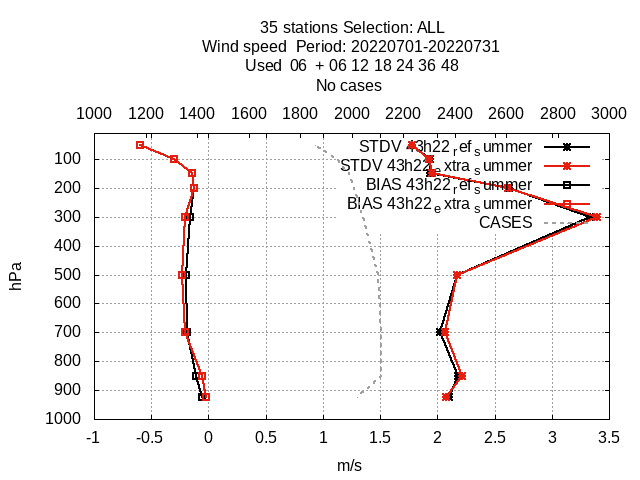 35 stations Selection: ALL
Wind speed  Period: 20220701-20220731
Used  06  + 06 12 18 24 36 48
No cases
1000 1200 1400 1600 1800 2000 2200 2400 2600 2800 3000
STDV 43h22_ref_summer
STDV 43h22_extra_summer
BIAS 43h22_ref_summer
BIAS 43h22_extra_summer
CASES
100
200
300
400
500
600
700
800
900
1000
hPa
-1 -0.5 0 0.5 1 1.5 2 2.5 3 3.5
m/s